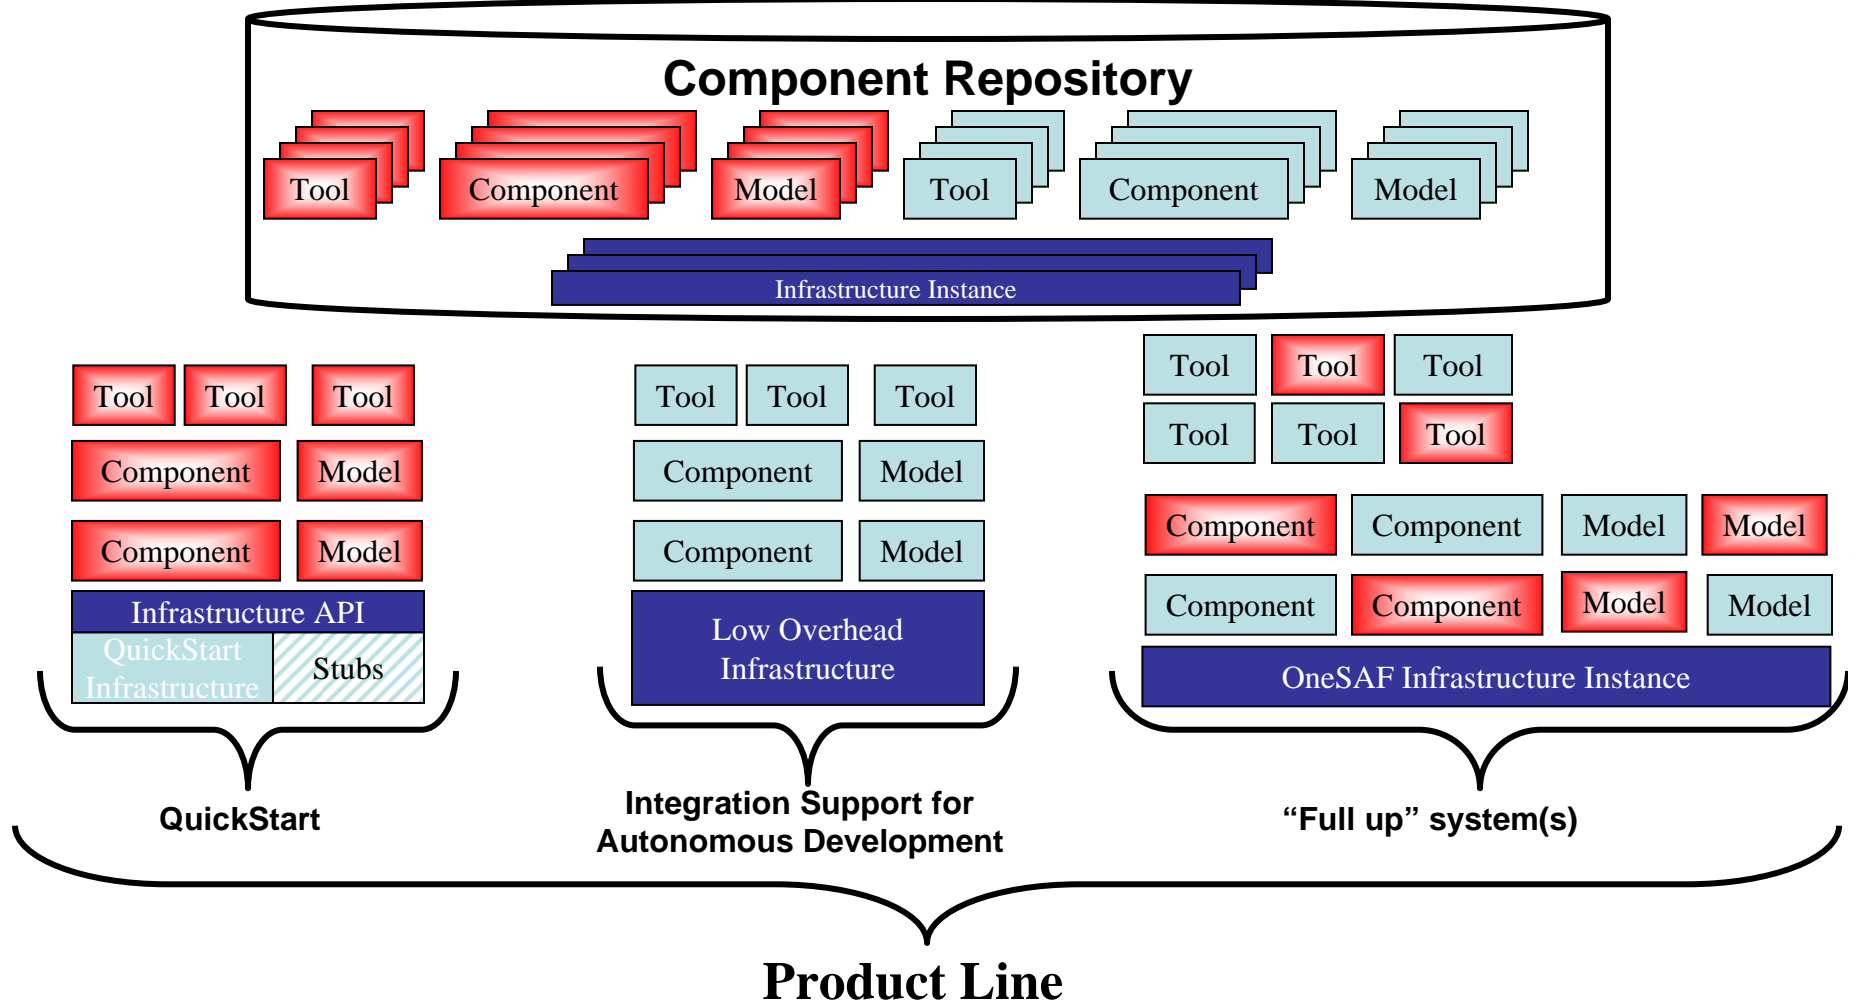 Component Repository
Tool Component Model Tool Component Model
Infrastructure Instance
Tool Tool Tool
Component Model
Component Model
Infrastructure API
QuickStart
Infrastructure
Stubs
QuickStart
Tool Tool Tool
Component Model
Component Model
Low Overhead
Infrastructure
Integration Support for
Autonomous Development
Tool Tool Tool
Tool Tool Tool
Component Component Model Model
Component Component Model Model
OneSAF Infrastructure Instance
“Full up” system(s)
Product Line